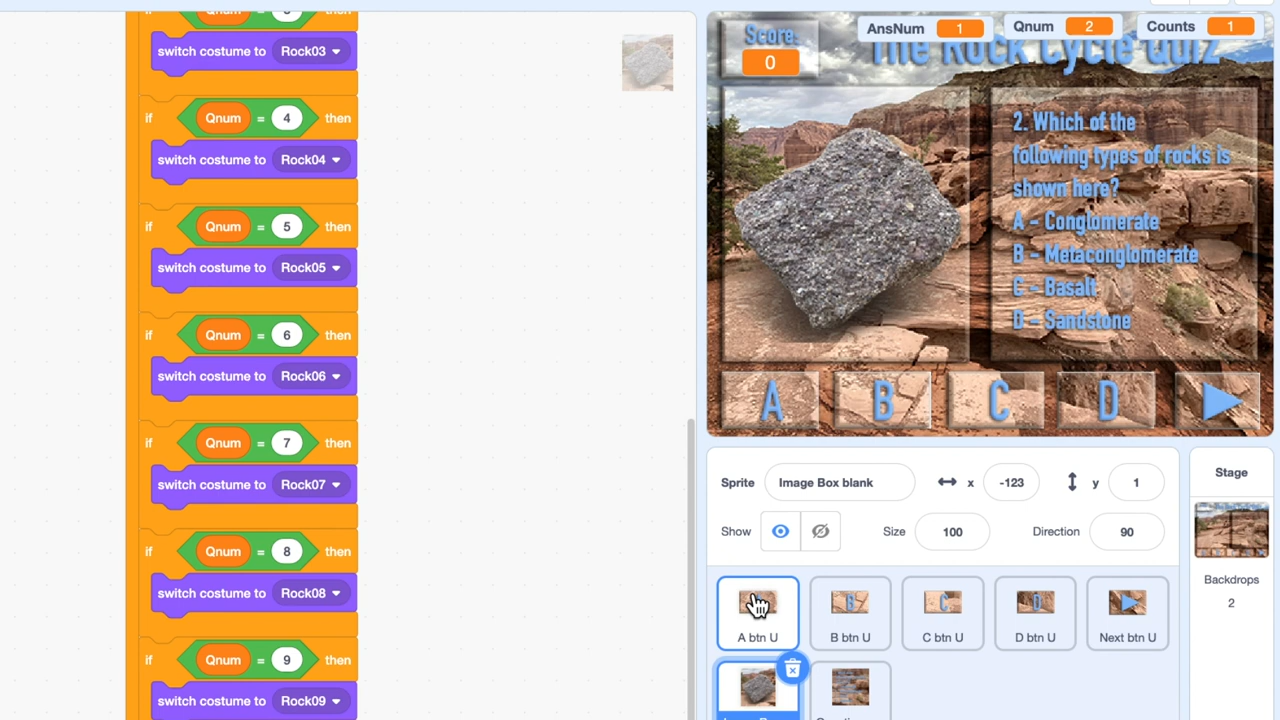 if Qnum = then
switch costume to Rock03
if Qnum = 4 then
switch costume to Rock04
if Qnum = 5 then
switch costume to Rock05
if Qnum = 6 then
switch costume to Rock06
if Qnum = 7 then
switch costume to Rock07
if Qnum = 8 then
switch costume to Rock08
if Qnum = 9 then
switch costume to Rock09
AnsNum 1
Qnum 2
Counts 1
Score:
0
The Rock Cycle Quiz
2. Which of the
following types of rocks is
shown here?
A - Conglomerate
B - Metaconglomerate
C - Basalt
D - Sandstone
A B C D
Sprite Image Box blank x -123 y 1
Show Size 100 Direction 90
Stage
Backdrops
2
B
C
D
A btn U
B btn U
C btn U
D btn U
Next btn U